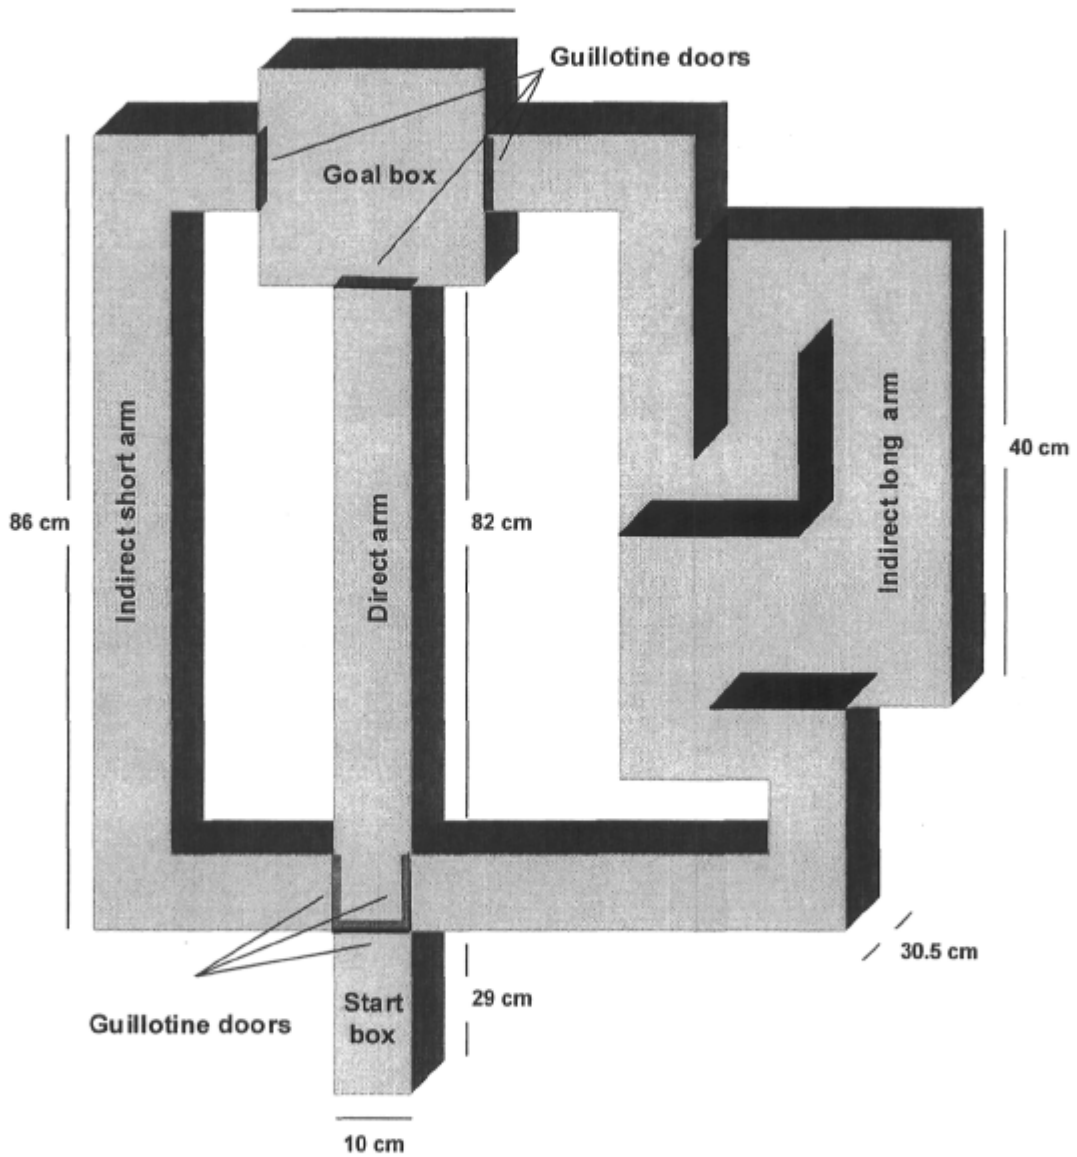 Guillotine doors
Goal box
Indirect short arm
Direct arm
Indirect long arm
40 cm
86 cm
82 cm
30.5 cm
29 cm
Guillotine doors
Start
box
10 cm